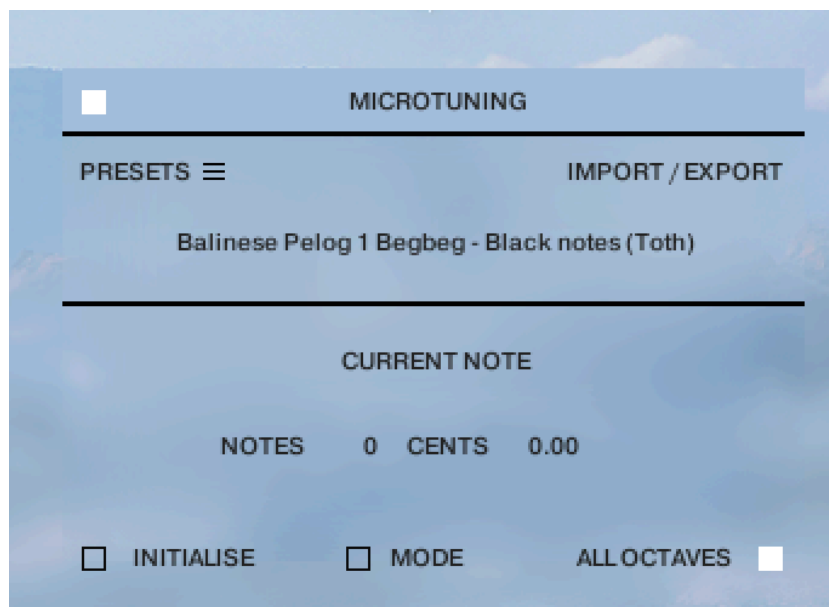 MICROTUNING
PRESETS IMPORT / EXPORT
Balinese Pelog 1 Begbeg - Black notes (Toth)
CURRENT NOTE
NOTES 0 CENTS 0.00
INITIALISE MODE ALL OCTAVES